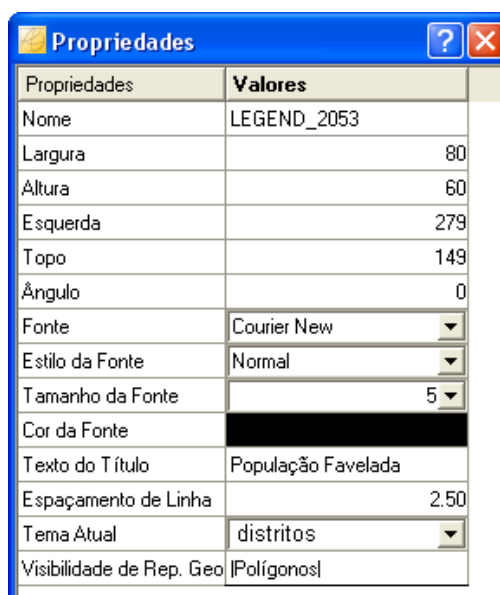 Propriedades
Propriedades Valores
Nome LEGEND_2053
Largura 80
Altura 60
Esquerda 279
Topo 149
Ângulo 0
Fonte Courier New
Estilo da Fonte Normal
Tamanho da Fonte 5
Cor da Fonte
Texto do Título População Favelada
Espaçamento de Linha 2.50
Tema Atual distritos
Visibilidade de Rep. Geo |Polígonos|